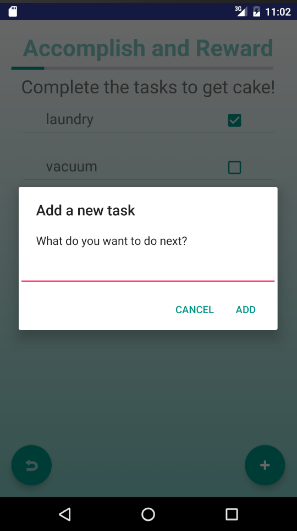 3G 11:02
Accomplish and Reward
Complete the tasks to get cake!
laundry
vacuum
Add a new task
What do you want to do next?
CANCEL ADD